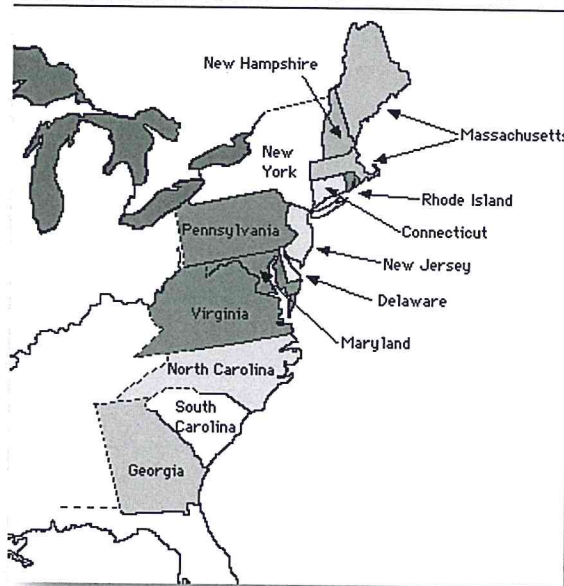 New Hampshire
Massachusetts
New
York
Rhode Island
Pennsylvania
Connecticut
New Jersey
Delaware
Virginia
Maryland
North Carolina
South
Carolina
Georgia